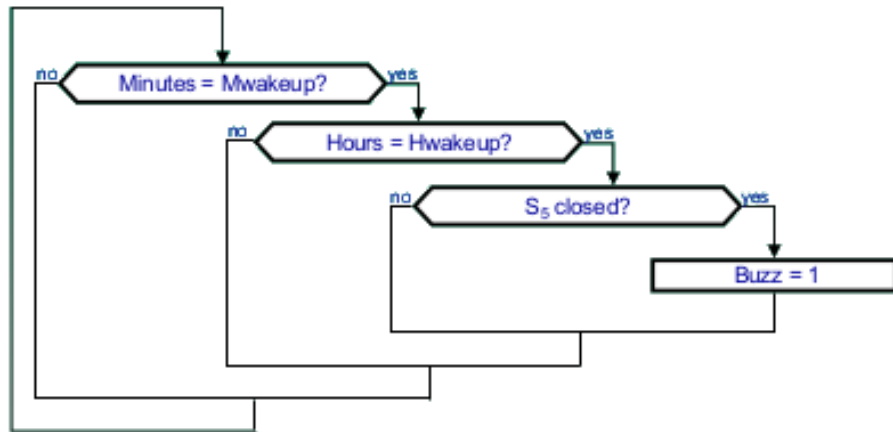 no
Minutes = Mwakeup?
yes
no
Hours = Hwakeup?
yes
no
S₅ closed?
yes
Buzz = 1